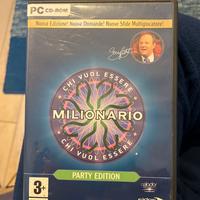 PC CD-ROM
Nuova Edizione! Nuove Domande! Nuove Sfide Multigiocatore!
CHI VUOL ESSERE
MILIONARIO
CHI VUOL ESSERE
PARTY EDITION
3+